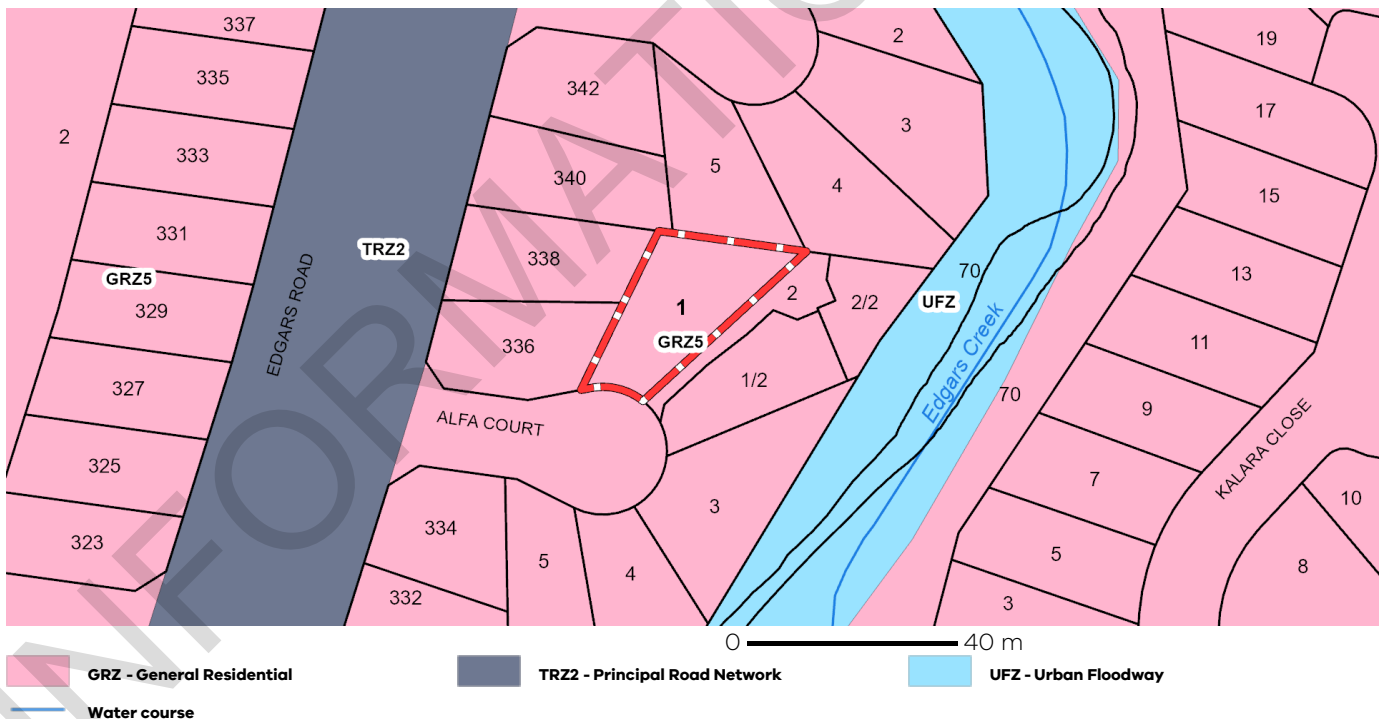 337
2
19
335
342
17
2
3
333
5
340
4
15
331
TRZ2
338
70
13
GRZ5
2
2/2
UFZ
329
EDGARS ROAD
1
GRZ5
11
336
Edgars Creek
327
1/2
70
9
ALFA COURT
KALARA CLOSE
325
7
10
3
334
323
5
5
4
8
332
3
0 40 m
GRZ - General Residential
TRZ2 - Principal Road Network
UFZ - Urban Floodway
Water course
INFORMATIO